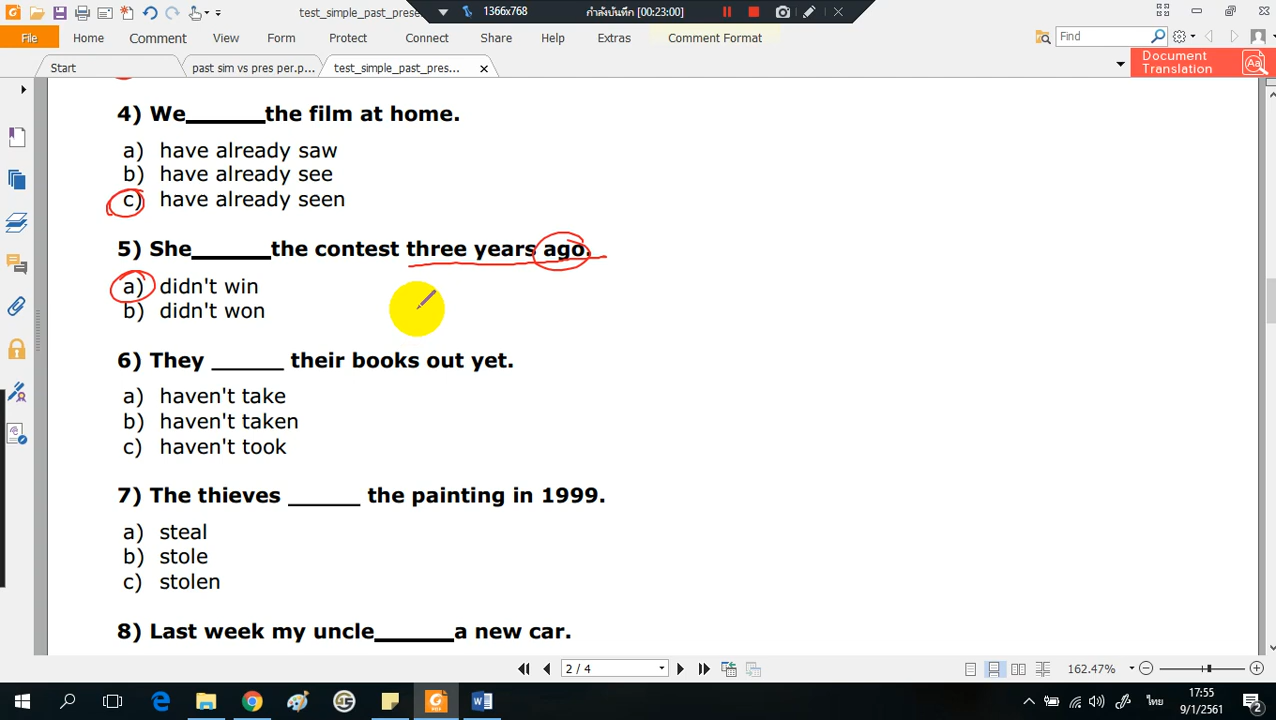 test_simple_past_prese
1366x768
กำลังบันทึก [00:23:00]
File
Home
Comment
View
Form
Protect
Connect
Share
Help
Extras
Comment Format
Find
Start
past sim vs pres per.p...
test_simple_past_pres...
Document
Translation
4) We______the film at home.
a) have already saw
b) have already see
c) have already seen
5) She______the contest three years ago.
a) didn't win
b) didn't won
6) They ______ their books out yet.
a) haven't take
b) haven't taken
c) haven't took
7) The thieves ______ the painting in 1999.
a) steal
b) stole
c) stolen
8) Last week my uncle______a new car.
2 / 4
162.47%
ไทย
17:55
9/1/2561
2